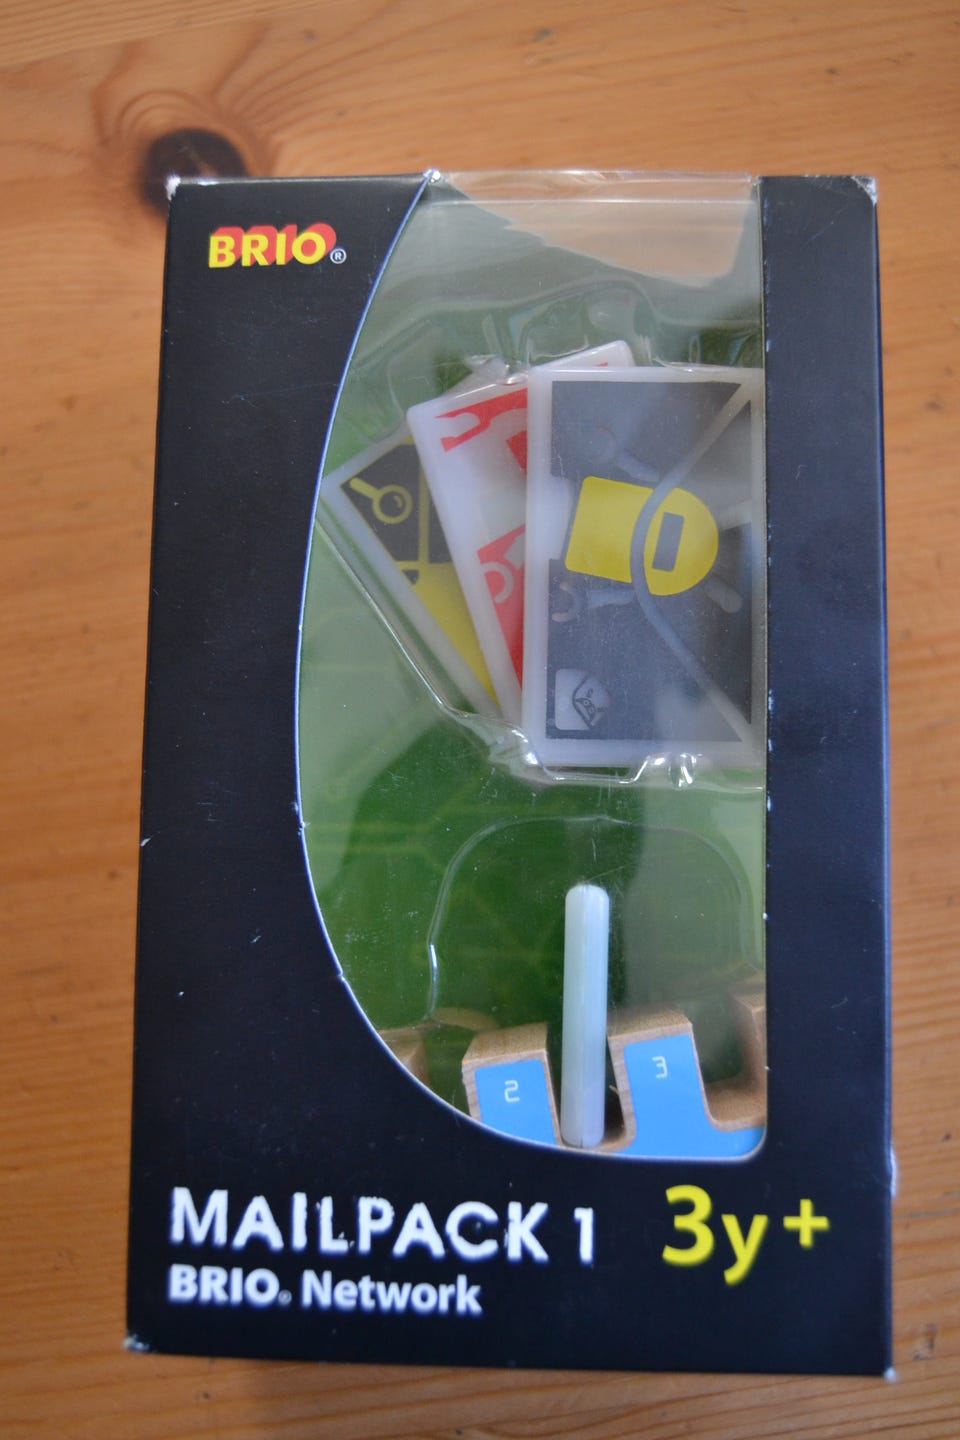 BRIO®
2
3
MAILPACK 1
3y+
BRIO® Network